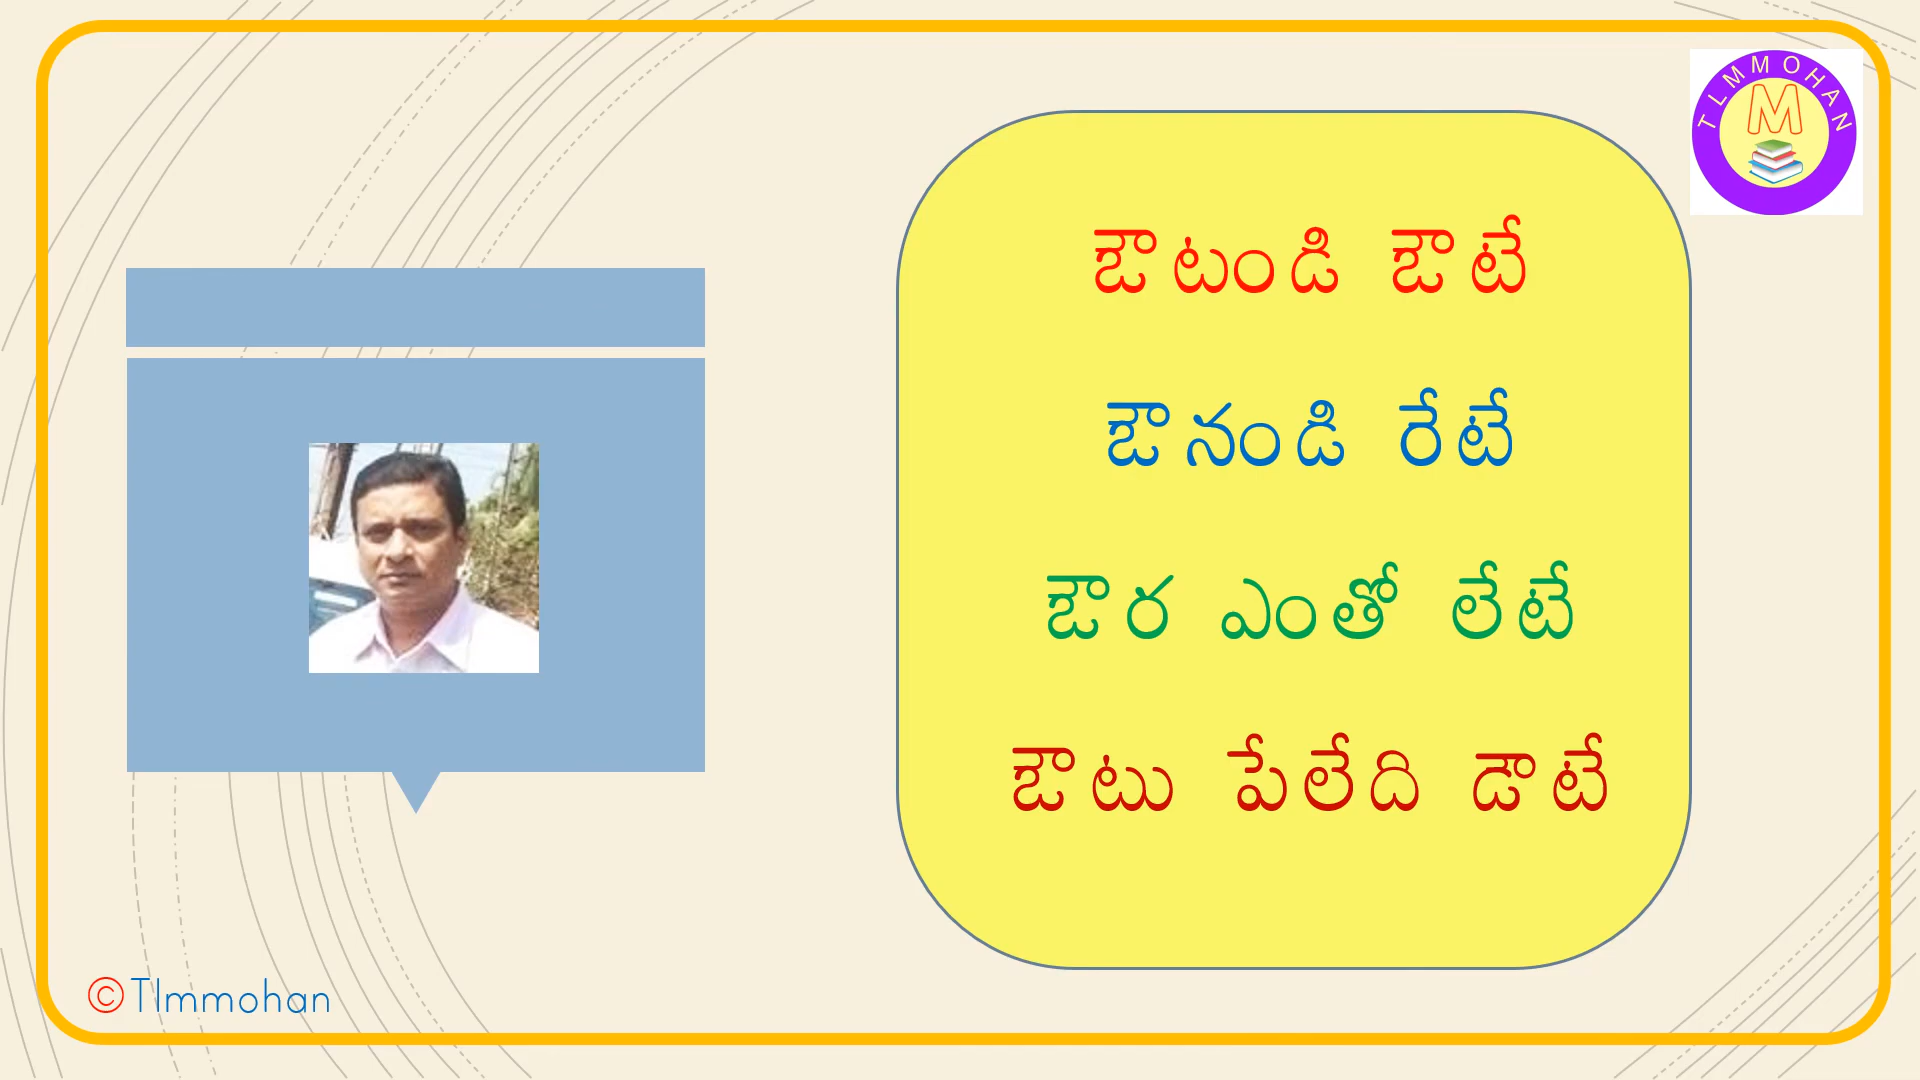 TLMMOHAN
M
ఔటండి ఔటే
ఔనండి రేటే
ఔర ఎంతో లేటే
ఔటు పేలేది డౌటే
©Tlmmohan